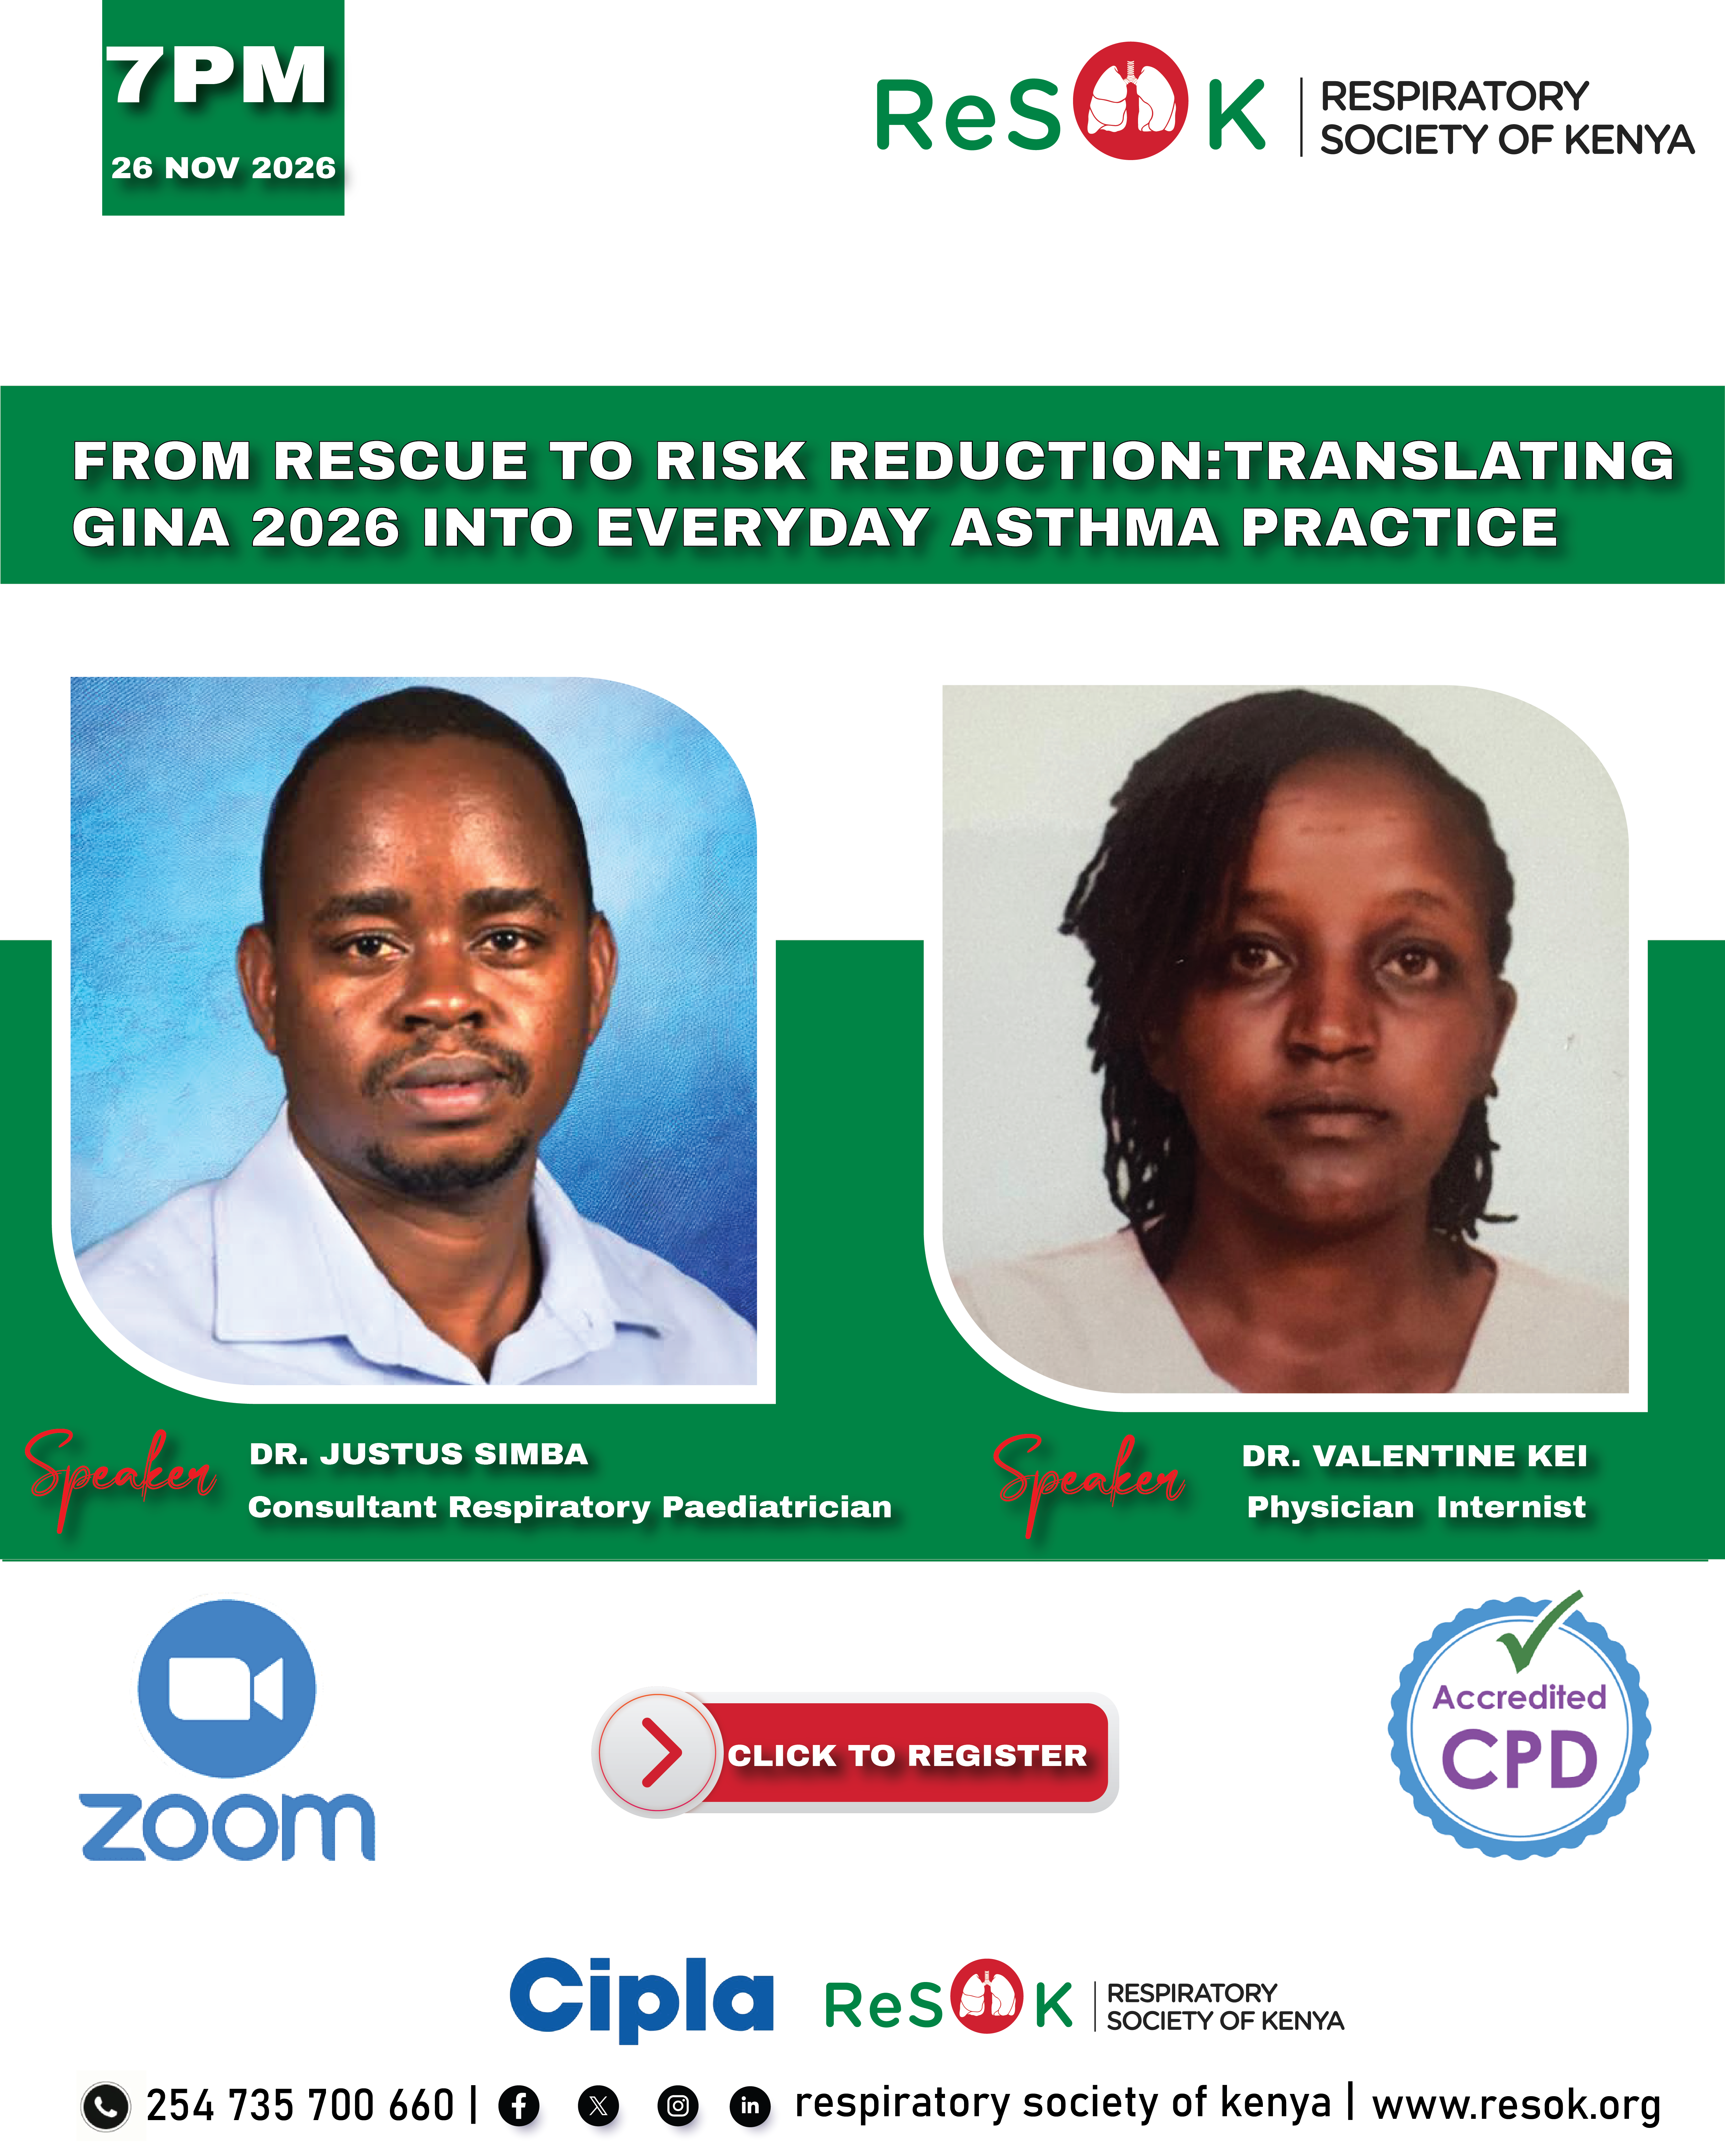 7PM
26 NOV 2026
ReSOK
RESPIRATORY
SOCIETY OF KENYA
FROM RESCUE TO RISK REDUCTION:TRANSLATING
GINA 2026 INTO EVERYDAY ASTHMA PRACTICE
Speaker
DR. JUSTUS SIMBA
Consultant Respiratory Paediatrician
Speaker
DR. VALENTINE KEI
Physician Internist
zoom
CLICK TO REGISTER
Accredited
CPD
Cipla
ReSOK
RESPIRATORY
SOCIETY OF KENYA
254 735 700 660 | respiratory society of kenya | www.resok.org